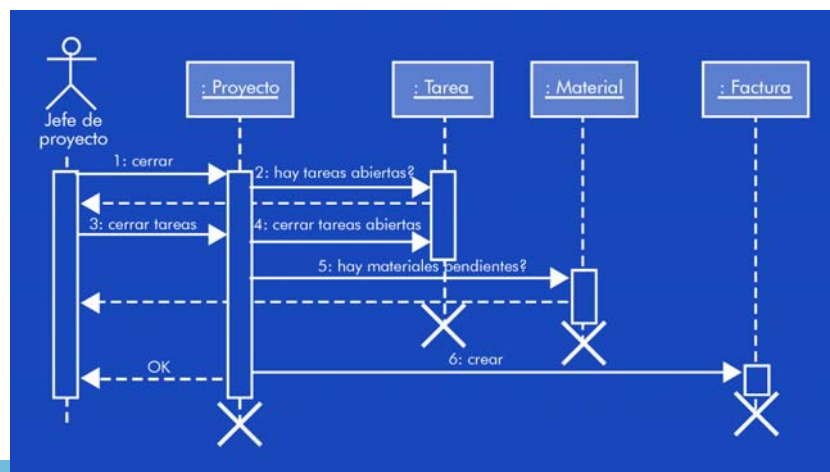 : Proyecto
: Tarea
: Material
: Factura
Jefe de
proyecto
1: cerrar
2: hay tareas abiertas?
3: cerrar tareas
4: cerrar tareas abiertas
5: hay materiales pendientes?
6: crear
OK